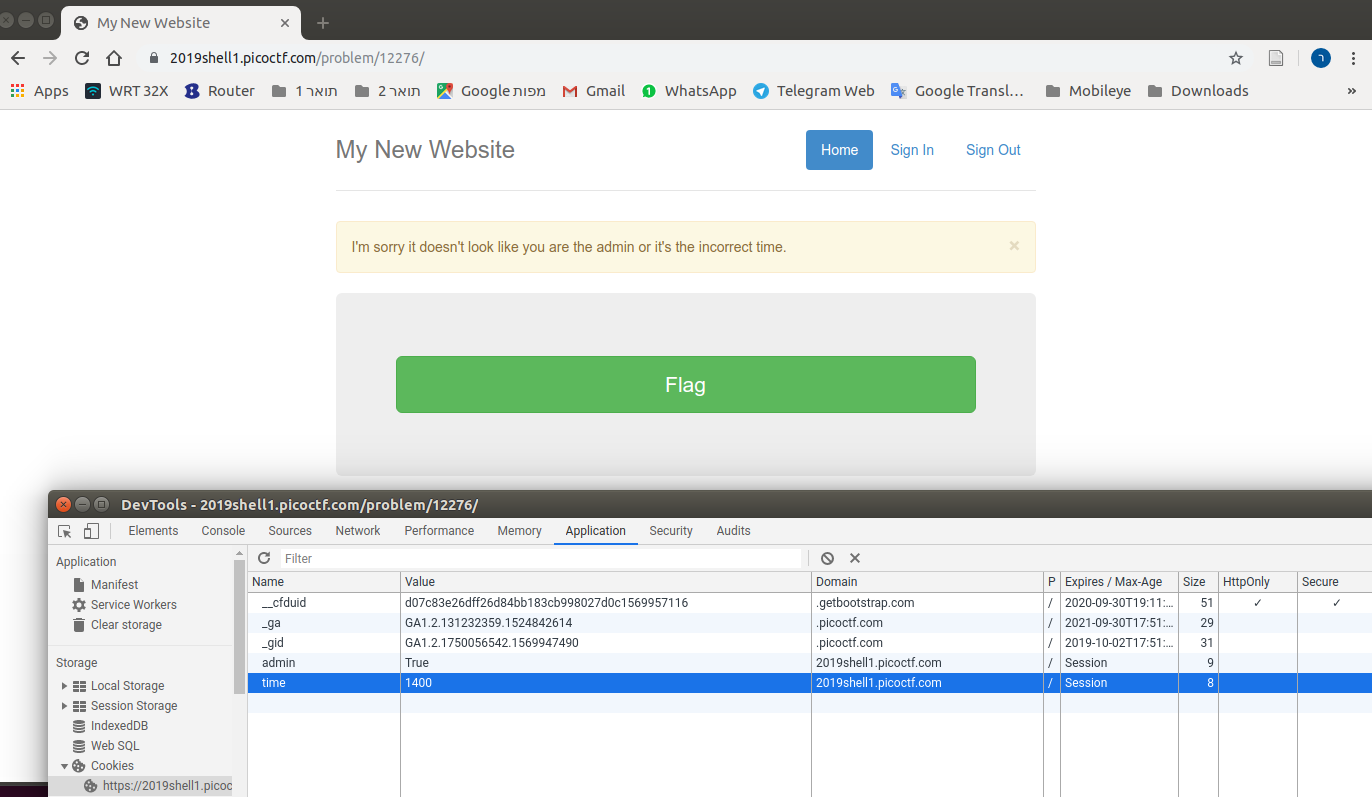 My New Website
2019shell1.picoctf.com/problem/12276/
ר
Apps WRT 32X Router תואר 1 תואר 2 Google מפות Gmail 1 WhatsApp Telegram Web Google Transl… Mobileye Downloads »
My New Website Home Sign In Sign Out
I'm sorry it doesn't look like you are the admin or it's the incorrect time. ×
Flag
DevTools - 2019shell1.picoctf.com/problem/12276/
Elements Console Sources Network Performance Memory Application Security Audits
Application
Manifest
Service Workers
Clear storage
Storage
Local Storage
Session Storage
IndexedDB
Web SQL
Cookies
https://2019shell1.picoc
Filter
Name Value Domain P Expires / Max-Age Size HttpOnly Secure
__cfduid d07c83e26dff26d84bb183cb998027d0c1569957116 .getbootstrap.com / 2020-09-30T19:11:… 51 ✓ ✓
_ga GA1.2.131232359.1524842614 .picoctf.com / 2021-09-30T17:51:… 29
_gid GA1.2.1750056542.1569947490 .picoctf.com / 2019-10-02T17:51:… 31
admin True 2019shell1.picoctf.com / Session 9
time 1400 2019shell1.picoctf.com / Session 8